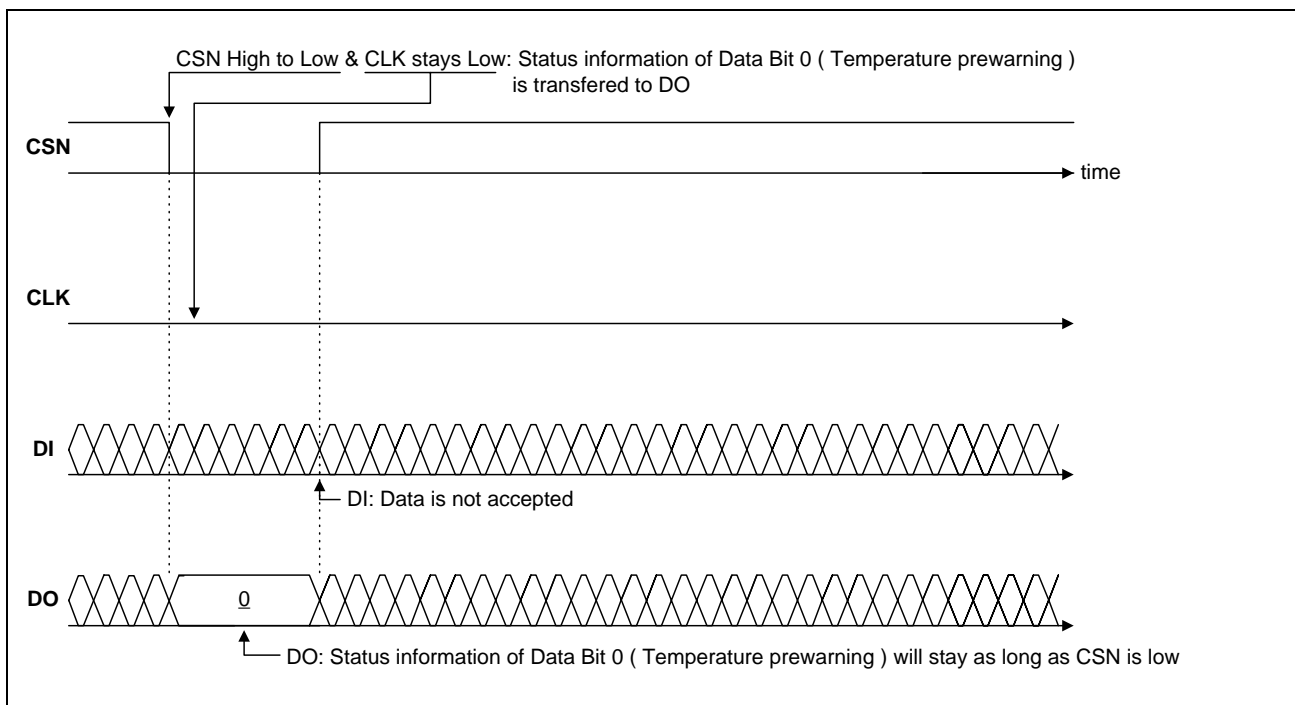 CSN High to Low & CLK stays Low: Status information of Data Bit 0 ( Temperature prewarning )
is transfered to DO
CSN
time
CLK
DI
DI: Data is not accepted
DO
0
DO: Status information of Data Bit 0 ( Temperature prewarning ) will stay as long as CSN is low